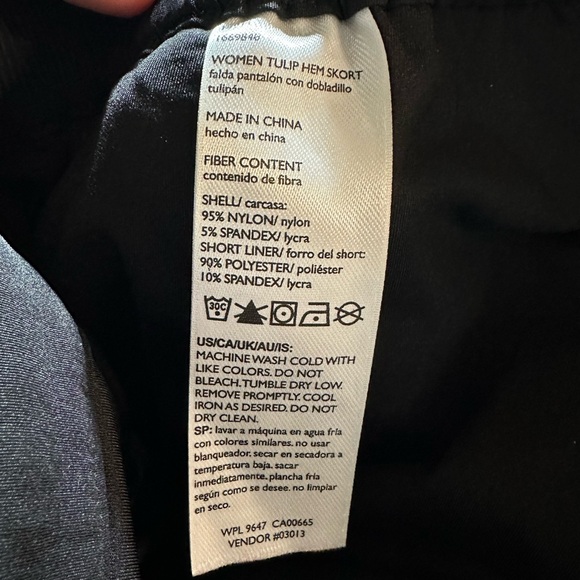 1669846
WOMEN TULIP HEM SKORT
falda pantalón con dobladillo
tulipán
MADE IN CHINA
hecho en china
FIBER CONTENT
contenido de fibra
SHELL/ carcasa:
95% NYLON/ nylon
5% SPANDEX/ lycra
SHORT LINER/ forro del short:
90% POLYESTER/ poliéster
10% SPANDEX/ lycra
30C
US/CA/UK/AU/IS:
MACHINE WASH COLD WITH
LIKE COLORS. DO NOT
BLEACH. TUMBLE DRY LOW.
REMOVE PROMPTLY. COOL
IRON AS DESIRED. DO NOT
DRY CLEAN.
SP: lavar a máquina en agua fría
con colores similares. no usar
blanqueador. secar en secadora a
temperatura baja. sacar
inmediatamente. plancha fría
según como se desee. no limpiar
en seco.
WPL 9647 CA00665
VENDOR #03013